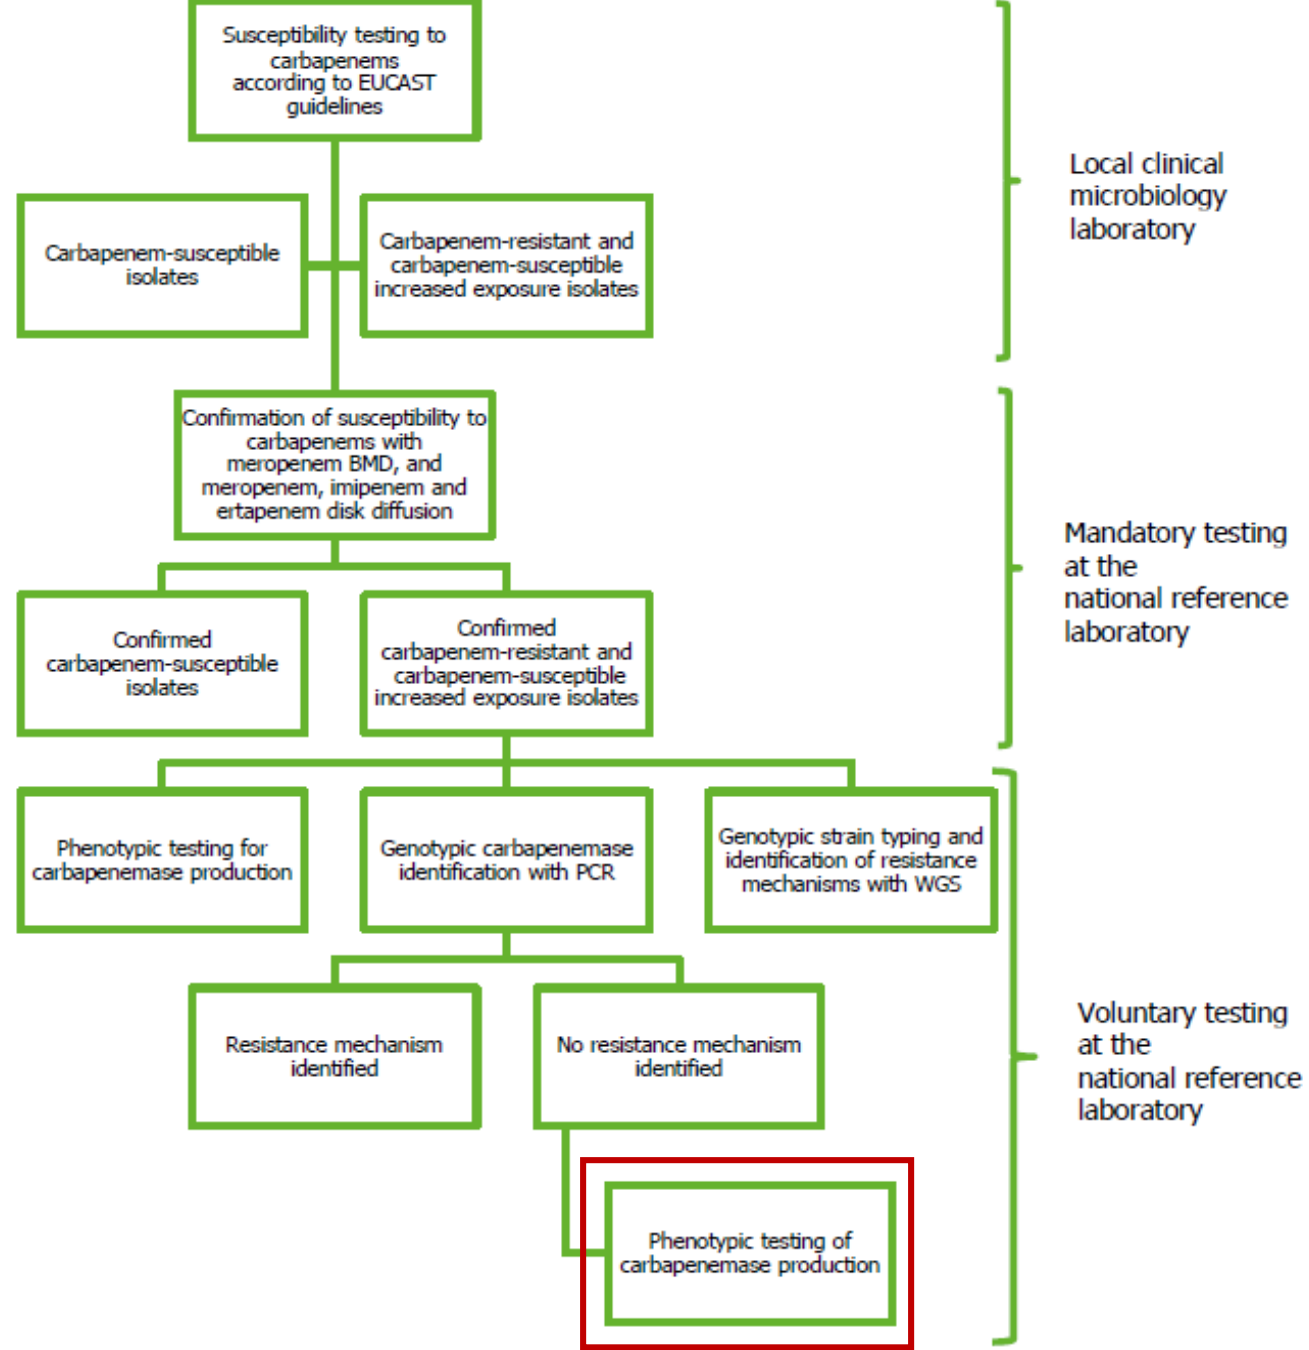 Susceptibility testing to
carbapenems
according to EUCAST
guidelines
Local clinical
microbiology
laboratory
Carbapenem-susceptible
isolates
Carbapenem-resistant and
carbapenem-susceptible
increased exposure isolates
Confirmation of susceptibility to
carbapenems with
meropenem BMD, and
meropenem, imipenem and
ertapenem disk diffusion
Mandatory testing
at the
national reference
laboratory
Confirmed
carbapenem-susceptible
isolates
Confirmed
carbapenem-resistant and
carbapenem-susceptible
increased exposure isolates
Phenotypic testing for
carbapenemase production
Genotypic carbapenemase
identification with PCR
Genotypic strain typing and
identification of resistance
mechanisms with WGS
Voluntary testing
at the
national reference
laboratory
Resistance mechanism
identified
No resistance mechanism
identified
Phenotypic testing of
carbapenemase production